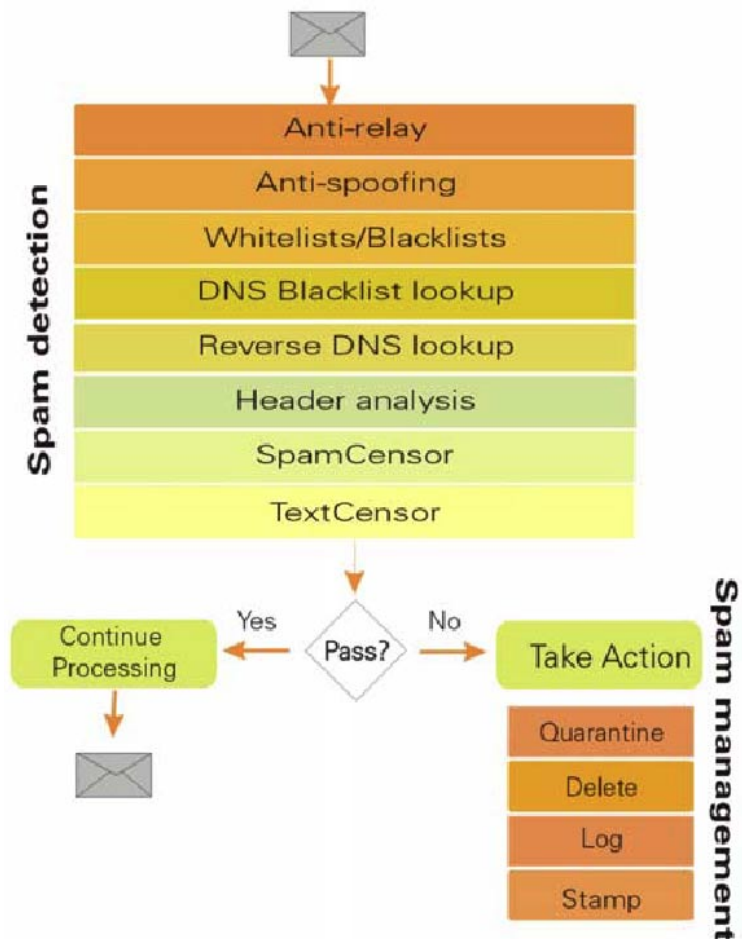 Anti-relay
Anti-spoofing
Whitelists/Blacklists
DNS Blacklist lookup
Reverse DNS lookup
Header analysis
SpamCensor
TextCensor
Spam detection
Yes
Pass?
No
Continue
Processing
Take Action
Quarantine
Delete
Log
Stamp
Spam management